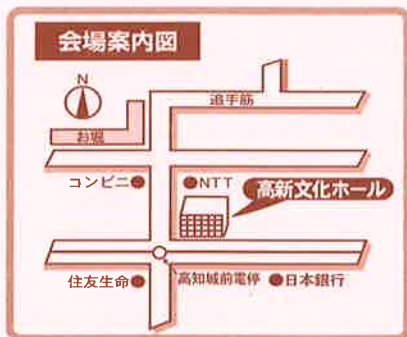 会場案内図
N
追手筋
お堀
コンビニ
NTT
高新文化ホール
住友生命
高知城前電停
日本銀行